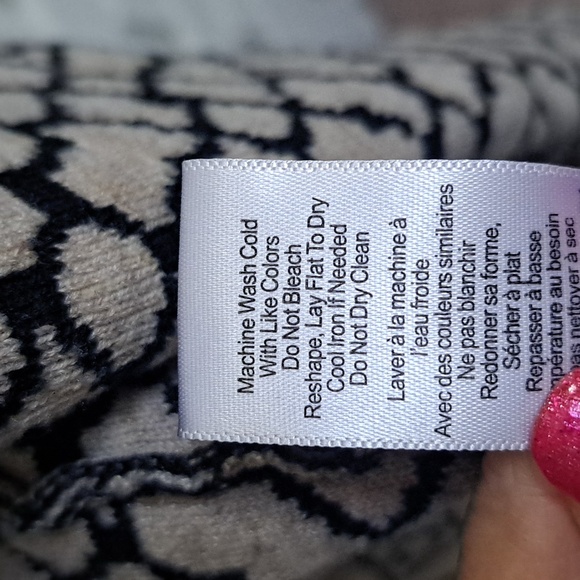 Machine Wash Cold
With Like Colors
Do Not Bleach
Reshape, Lay Flat To Dry
Cool Iron If Needed
Do Not Dry Clean
Laver à la machine à
l'eau froide
Avec des couleurs similaires
Ne pas blanchir
Redonner sa forme,
Sécher à plat
Repasser à basse
mpérature au besoin
nettoyer à sec